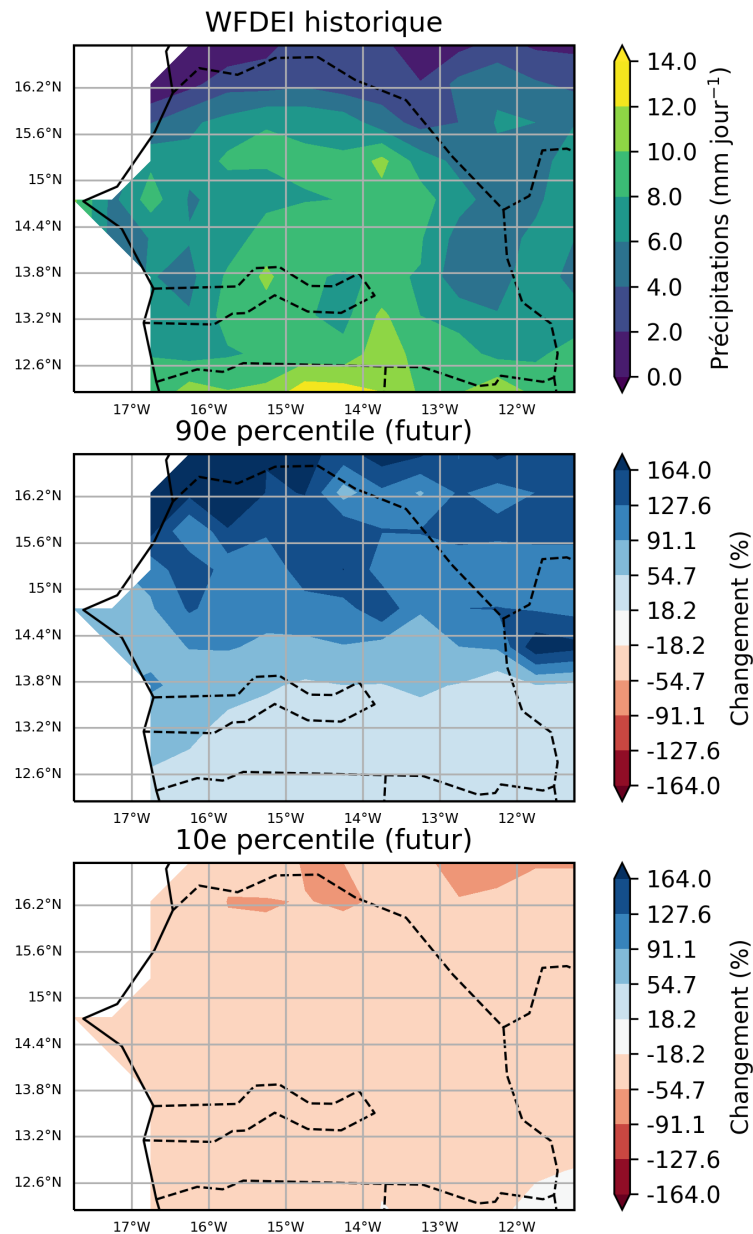 WFDEI historique
16.2°N
15.6°N
15°N
14.4°N
13.8°N
13.2°N
12.6°N
17°W 16°W 15°W 14°W 13°W 12°W
14.0
12.0
10.0
8.0
6.0
4.0
2.0
0.0
Précipitations (mm jour⁻¹)
90e percentile (futur)
16.2°N
15.6°N
15°N
14.4°N
13.8°N
13.2°N
12.6°N
17°W 16°W 15°W 14°W 13°W 12°W
164.0
127.6
91.1
54.7
18.2
-18.2
-54.7
-91.1
-127.6
-164.0
Changement (%)
10e percentile (futur)
16.2°N
15.6°N
15°N
14.4°N
13.8°N
13.2°N
12.6°N
17°W 16°W 15°W 14°W 13°W 12°W
164.0
127.6
91.1
54.7
18.2
-18.2
-54.7
-91.1
-127.6
-164.0
Changement (%)